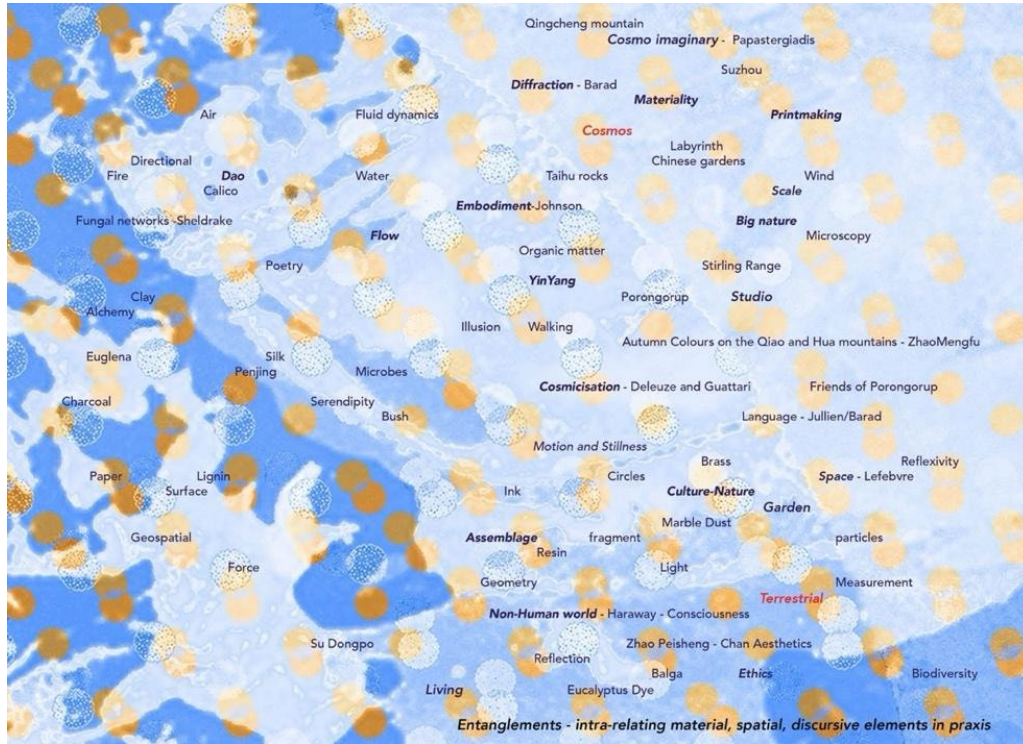 Qingcheng mountain
Cosmo imaginary - Papastergiadis
Suzhou
Diffraction - Barad
Materiality
Air
Fluid dynamics
Printmaking
Cosmos
Labyrinth
Directional
Chinese gardens
Fire
Dao
Water
Taihu rocks
Wind
Calico
Scale
Embodiment-Johnson
Fungal networks -Sheldrake
Big nature
Flow
Microscopy
Organic matter
Poetry
Stirling Range
YinYang
Clay
Porongorup
Studio
Alchemy
Illusion
Walking
Autumn Colours on the Qiao and Hua mountains - ZhaoMengfu
Euglena
Silk
Penjing
Microbes
Cosmicisation - Deleuze and Guattari
Friends of Porongorup
Charcoal
Serendipity
Bush
Language - Jullien/Barad
Motion and Stillness
Brass
Reflexivity
Paper
Lignin
Circles
Space - Lefebvre
Surface
Ink
Culture-Nature
Garden
Marble Dust
Geospatial
Assemblage
fragment
particles
Resin
Force
Light
Geometry
Measurement
Terrestrial
Non-Human world - Haraway - Consciousness
Su Dongpo
Zhao Peisheng - Chan Aesthetics
Reflection
Balga
Ethics
Biodiversity
Living
Eucalyptus Dye
Entanglements - intra-relating material, spatial, discursive elements in praxis